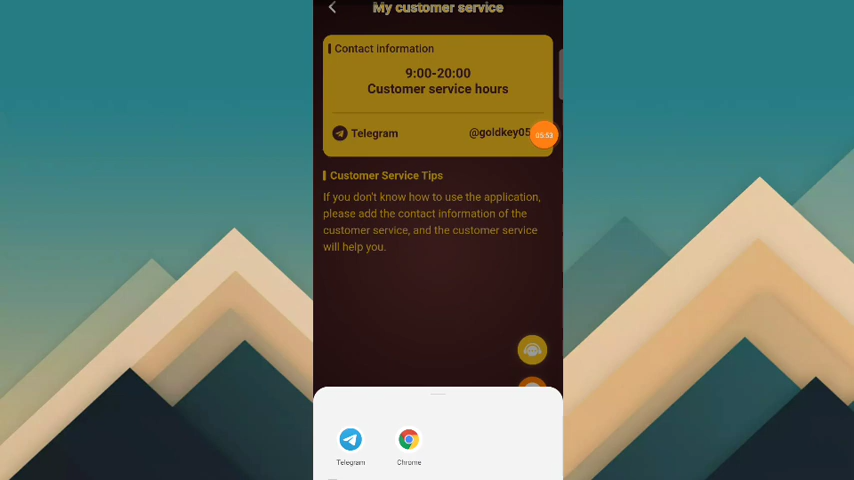 My customer service
Contact information
9:00-20:00
Customer service hours
Telegram
@goldkey05
05:53
Customer Service Tips
If you don't know how to use the application,
please add the contact information of the
customer service, and the customer service
will help you.
Telegram
Chrome